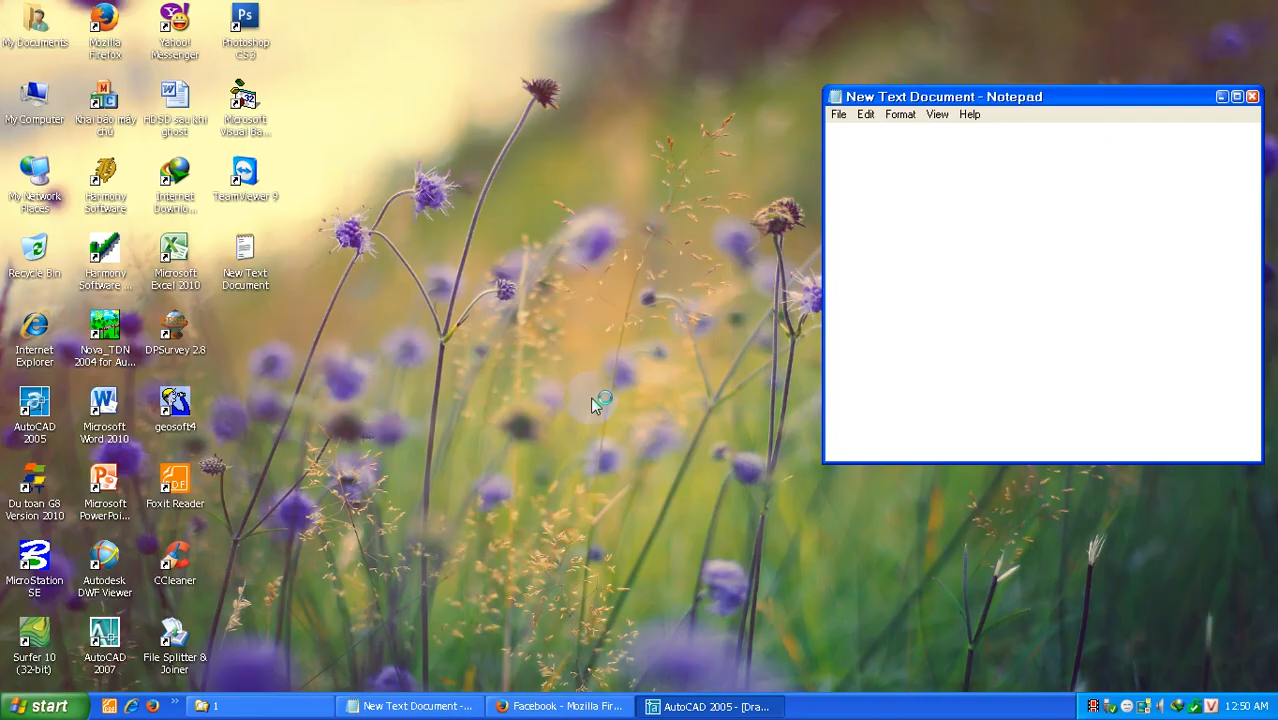 My Documents
Mozilla
Firefox
Yahoo!
Messenger
Photoshop
CS3
My Computer
Khai báo máy
chủ
HDSD sau khi
ghost
Microsoft
Visual Ba...
My Network
Places
Harmony
Software
Internet
Downlo...
TeamViewer 9
Recycle Bin
Harmony
Software ...
Microsoft
Excel 2010
New Text
Document
Internet
Explorer
Nova_TDN
2004 for Au...
DPSurvey 2.8
AutoCAD
2005
Microsoft
Word 2010
geosoft4
Du toan G8
Version 2010
Microsoft
PowerPoi...
Foxit Reader
MicroStation
SE
Autodesk
DWF Viewer
CCleaner
Surfer 10
(32-bit)
AutoCAD
2007
File Splitter &
Joiner
New Text Document - Notepad
File Edit Format View Help
start
1
New Text Document -...
Facebook - Mozilla Fir...
AutoCAD 2005 - [Dra...
12:50 AM